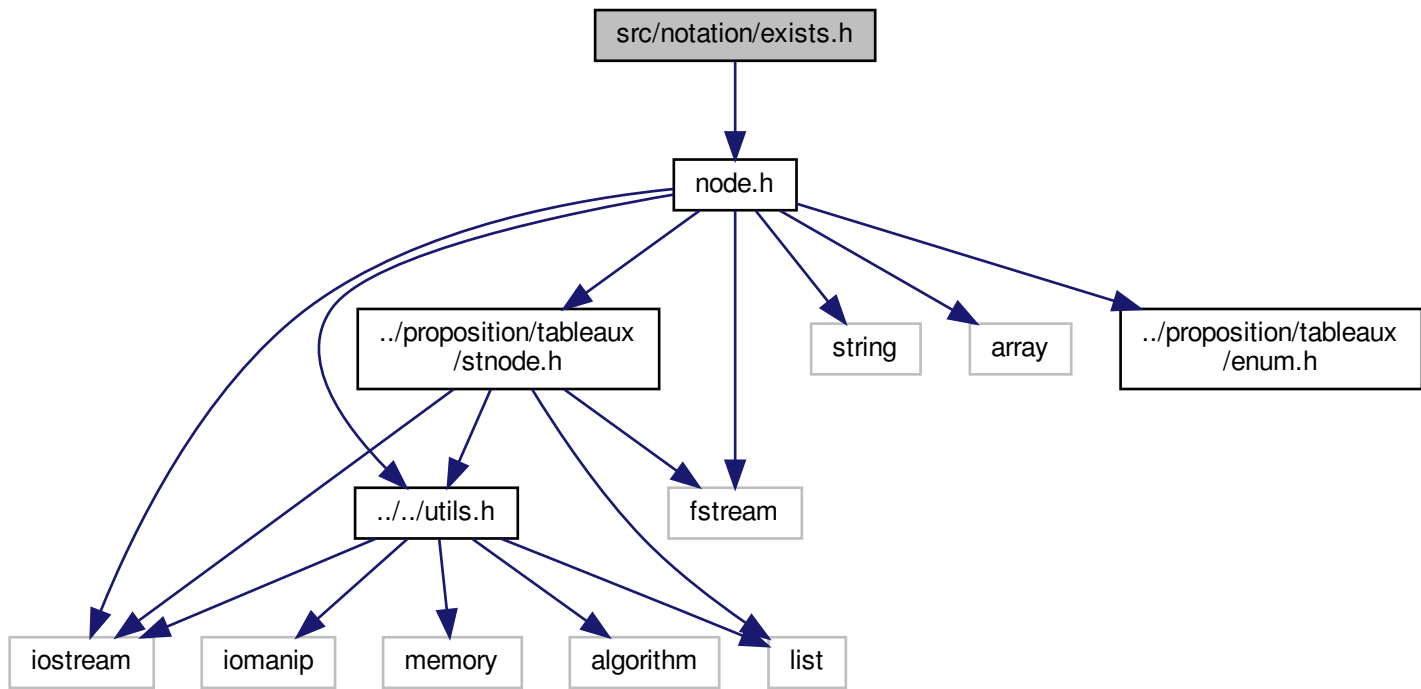 src/notation/exists.h
node.h
../proposition/tableaux
/stnode.h
string
array
../proposition/tableaux
/enum.h
../../utils.h
fstream
iostream
iomanip
memory
algorithm
list